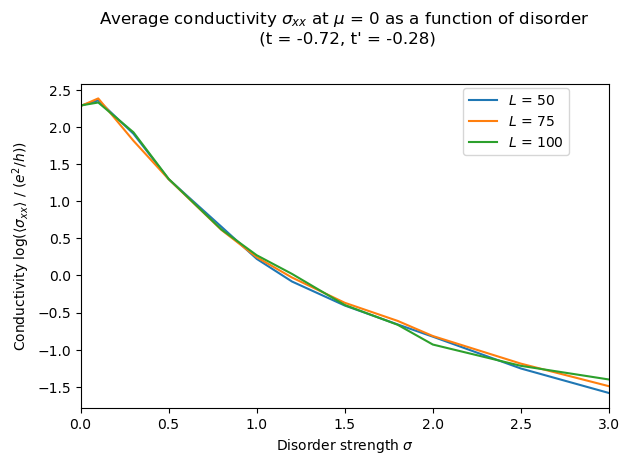 Average conductivity σxx at μ = 0 as a function of disorder
(t = -0.72, t' = -0.28)
2.5
2.0
1.5
1.0
0.5
0.0
−0.5
−1.0
−1.5
Conductivity log(⟨σxx⟩ / (e²/h))
L = 50
L = 75
L = 100
0.0 0.5 1.0 1.5 2.0 2.5 3.0
Disorder strength σ